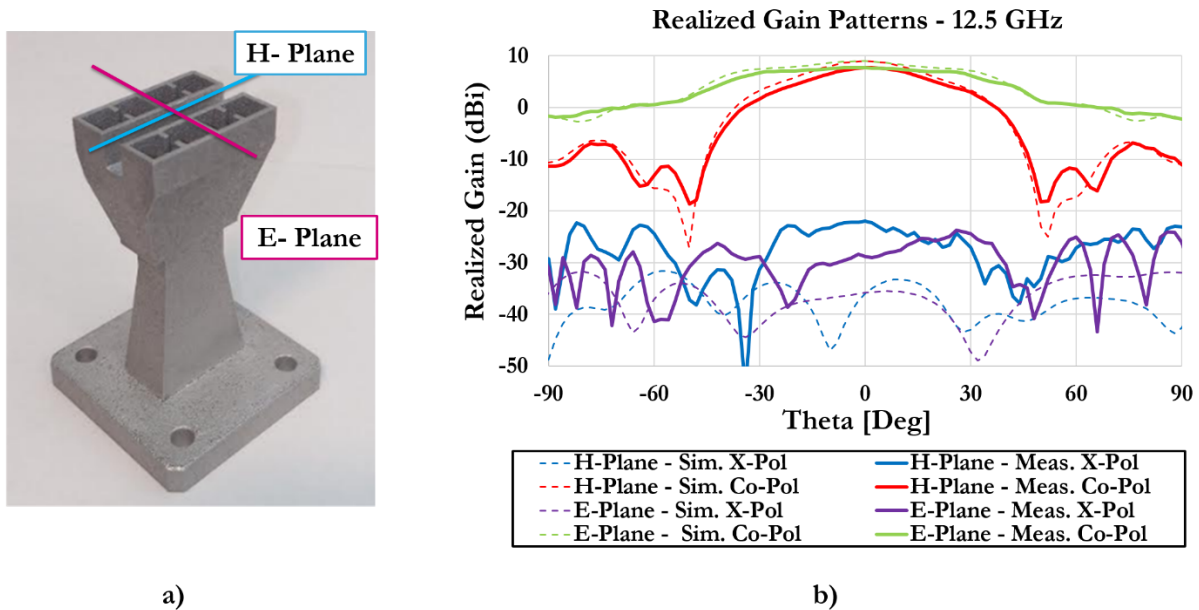 H- Plane
E- Plane
a)
Realized Gain Patterns - 12.5 GHz
Realized Gain (dBi)
10
0
-10
-20
-30
-40
-50
-90
-60
-30
0
30
60
90
Theta [Deg]
H-Plane - Sim. X-Pol
H-Plane - Meas. X-Pol
H-Plane - Sim. Co-Pol
H-Plane - Meas. Co-Pol
E-Plane - Sim. X-Pol
E-Plane - Meas. X-Pol
E-Plane - Sim. Co-Pol
E-Plane - Meas. Co-Pol
b)